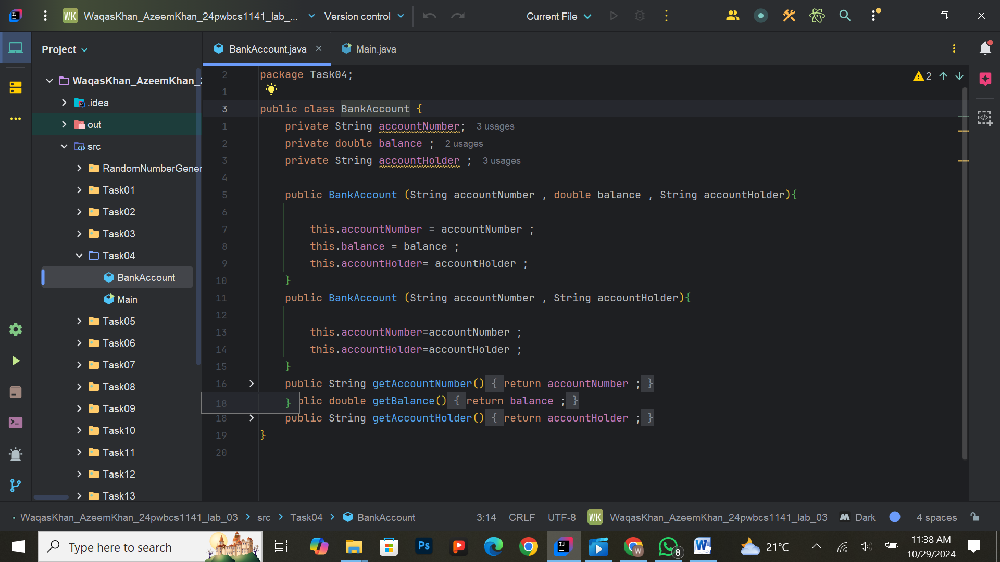 WK WaqasKhan_AzeemKhan_24pwbcs1141_lab_... Version control Current File
Project
BankAccount.java
Main.java
WaqasKhan_AzeemKhan_2
.idea
out
src
RandomNumberGener
Task01
Task02
Task03
Task04
BankAccount
Main
Task05
Task06
Task07
Task08
Task09
Task10
Task11
Task12
Task13
2 package Task04;
1
3 public class BankAccount {
1 private String accountNumber; 3 usages
2 private double balance ; 2 usages
3 private String accountHolder ; 3 usages
4
5 public BankAccount (String accountNumber , double balance , String accountHolder){
6
7 this.accountNumber = accountNumber ;
8 this.balance = balance ;
9 this.accountHolder= accountHolder ;
10 }
11 public BankAccount (String accountNumber , String accountHolder){
12
13 this.accountNumber=accountNumber ;
14 this.accountHolder=accountHolder ;
15 }
16 public String getAccountNumber() { return accountNumber ; }
18 } blic double getBalance() { return balance ; }
18 public String getAccountHolder() { return accountHolder ; }
19 }
20
2
WaqasKhan_AzeemKhan_24pwbcs1141_lab_03 > src > Task04 > BankAccount 3:14 CRLF UTF-8 WK WaqasKhan_AzeemKhan_24pwbcs1141_lab_03 Dark 4 spaces
Type here to search
Ps
IJ
W
8
W
21°C
11:38 AM
10/29/2024